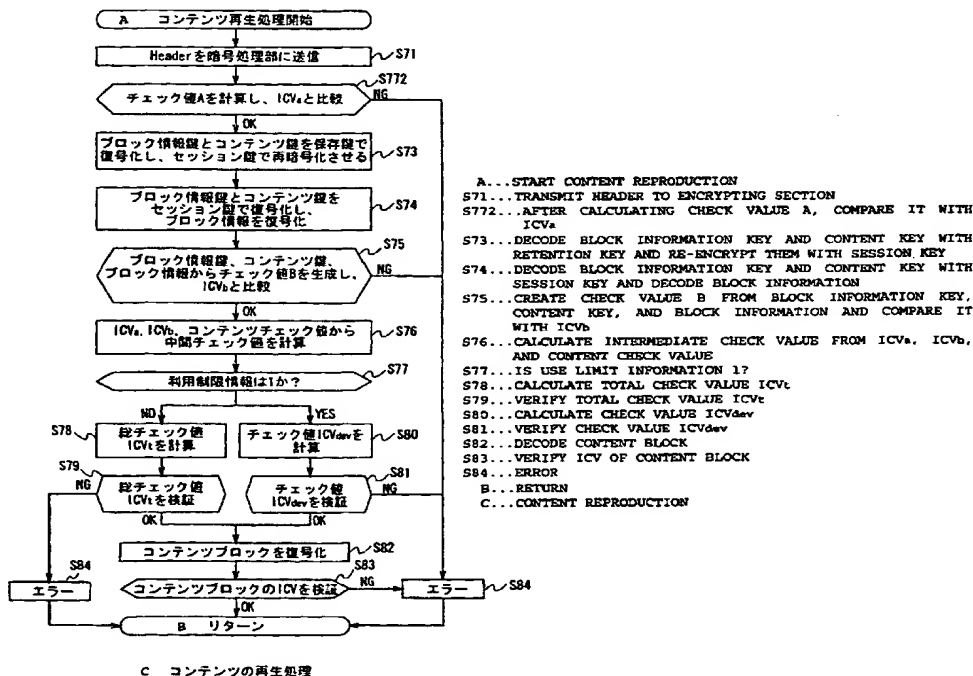 A コンテンツ再生処理開始
Headerを暗号処理部に送信
S71
S772
チェック値Aを計算し、ICVaと比較
NG
OK
ブロック情報鍵とコンテンツ鍵を保存鍵で
復号化し、セッション鍵で再暗号化させる
S73
ブロック情報鍵とコンテンツ鍵を
セッション鍵で復号化し、
ブロック情報を復号化
S74
S75
ブロック情報鍵、コンテンツ鍵、
ブロック情報からチェック値Bを生成し、
ICVbと比較
NG
OK
ICVa、ICVb、コンテンツチェック値から
中間チェック値を計算
S76
S77
利用制限情報は1か?
NO
YES
S78
総チェック値
ICVtを計算
チェック値ICVdevを
計算
S80
S79
NG
総チェック値
ICVtを検証
OK
S81
チェック値
ICVdevを検証
NG
OK
コンテンツブロックを復号化
S82
S83
コンテンツブロックのICVを検証
NG
OK
S84
エラー
エラー
S84
B リターン
C コンテンツの再生処理
A...START CONTENT REPRODUCTION
S71...TRANSMIT HEADER TO ENCRYPTING SECTION
S772...AFTER CALCULATING CHECK VALUE A, COMPARE IT WITH
ICVa
S73...DECODE BLOCK INFORMATION KEY AND CONTENT KEY WITH
RETENTION KEY AND RE-ENCRYPT THEM WITH SESSION KEY
S74...DECODE BLOCK INFORMATION KEY AND CONTENT KEY WITH
SESSION KEY AND DECODE BLOCK INFORMATION
S75...CREATE CHECK VALUE B FROM BLOCK INFORMATION KEY,
CONTENT KEY, AND BLOCK INFORMATION AND COMPARE IT
WITH ICVb
S76...CALCULATE INTERMEDIATE CHECK VALUE FROM ICVa, ICVb,
AND CONTENT CHECK VALUE
S77...IS USE LIMIT INFORMATION 1?
S78...CALCULATE TOTAL CHECK VALUE ICVt
S79...VERIFY TOTAL CHECK VALUE ICVt
S80...CALCULATE CHECK VALUE ICVdev
S81...VERIFY CHECK VALUE ICVdev
S82...DECODE CONTENT BLOCK
S83...VERIFY ICV OF CONTENT BLOCK
S84...ERROR
B...RETURN
C...CONTENT REPRODUCTION